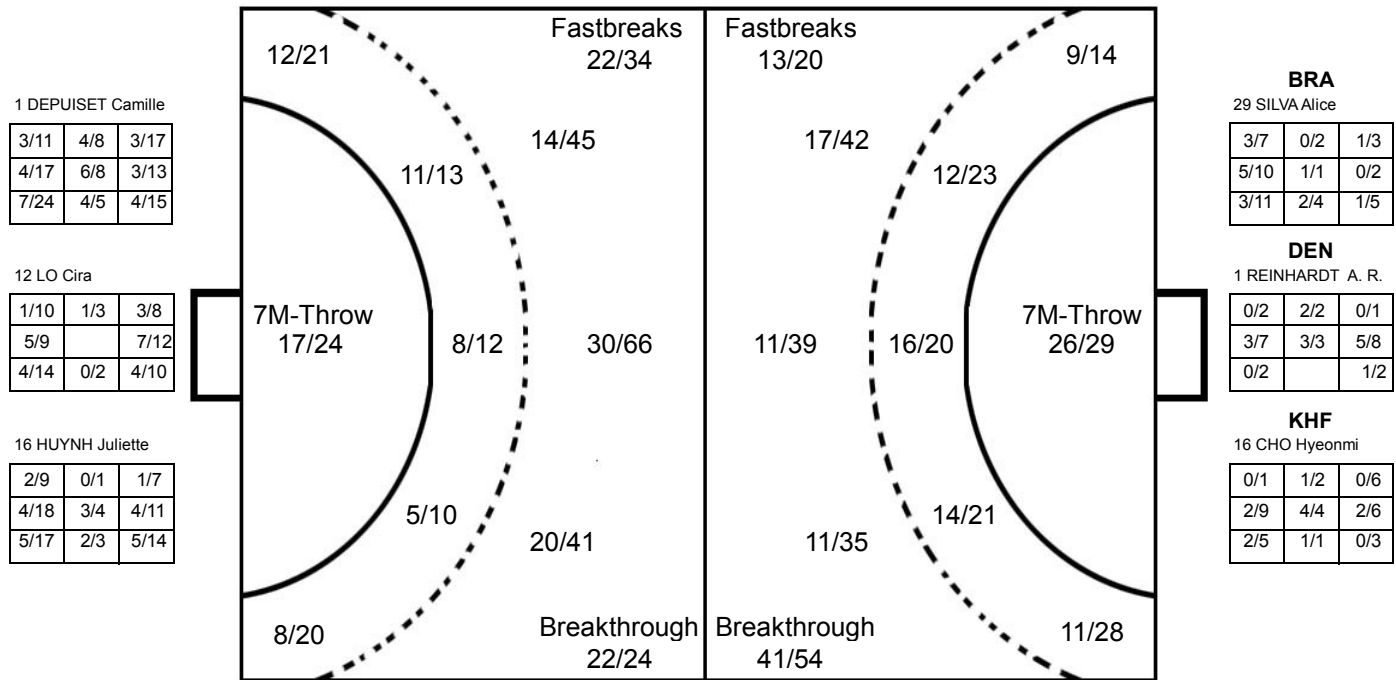 1 DEPUISET Camille
3/11 4/8 3/17
4/17 6/8 3/13
7/24 4/5 4/15
12 LO Cira
1/10 1/3 3/8
5/9 7/12
4/14 0/2 4/10
16 HUYNH Juliette
2/9 0/1 1/7
4/18 3/4 4/11
5/17 2/3 5/14
12/21
Fastbreaks
22/34
14/45
11/13
7M-Throw
17/24
8/12
30/66
5/10
20/41
8/20
Breakthrough
22/24
Fastbreaks
13/20
9/14
17/42
12/23
11/39
16/20
7M-Throw
26/29
14/21
11/35
Breakthrough
41/54
11/28
BRA
29 SILVA Alice
3/7 0/2 1/3
5/10 1/1 0/2
3/11 2/4 1/5
DEN
1 REINHARDT A. R.
0/2 2/2 0/1
3/7 3/3 5/8
0/2 1/2
KHF
16 CHO Hyeonmi
0/1 1/2 0/6
2/9 4/4 2/6
2/5 1/1 0/3